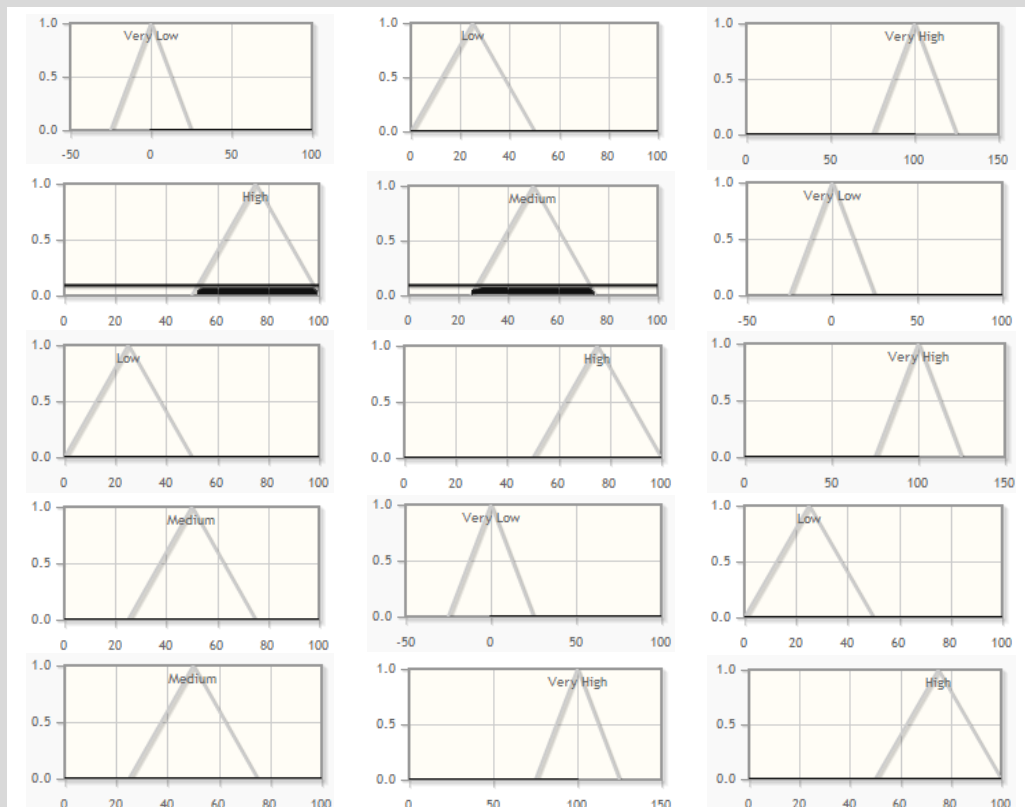 1.0 Very Low 1.0 Low 1.0 Very High
0.5 0.5 0.5
0.0 0.0 0.0
-50 0 50 100 0 20 40 60 80 100 0 50 100 150
1.0 High 1.0 Medium 1.0 Very Low
0.5 0.5 0.5
0.0 0.0 0.0
0 20 40 60 80 100 0 20 40 60 80 100 -50 0 50 100
1.0 Low 1.0 High 1.0 Very High
0.5 0.5 0.5
0.0 0.0 0.0
0 20 40 60 80 100 0 20 40 60 80 100 0 50 100 150
1.0 Medium 1.0 Very Low 1.0 Low
0.5 0.5 0.5
0.0 0.0 0.0
0 20 40 60 80 100 -50 0 50 100 0 20 40 60 80 100
1.0 Medium 1.0 Very High 1.0 High
0.5 0.5 0.5
0.0 0.0 0.0
0 20 40 60 80 100 0 50 100 150 0 20 40 60 80 100